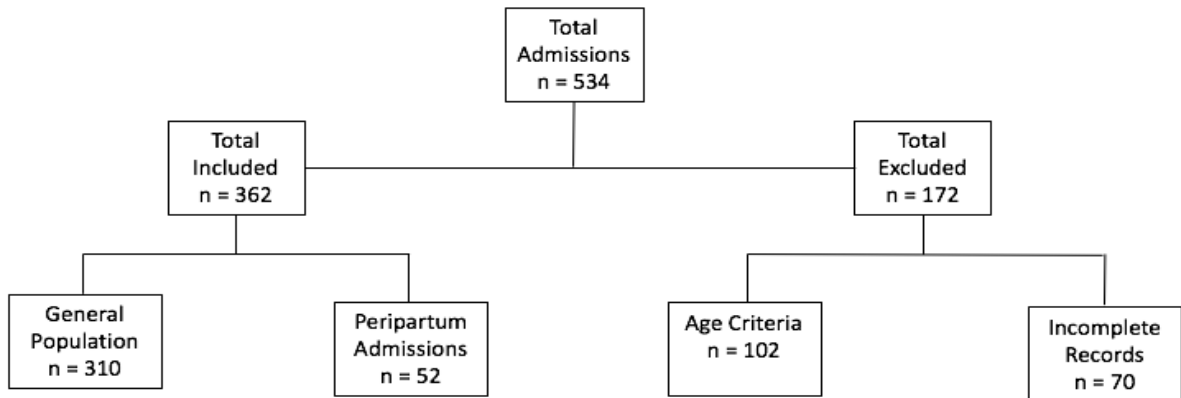 Total
Admissions
n = 534
Total
Included
n = 362
Total
Excluded
n = 172
General
Population
n = 310
Peripartum
Admissions
n = 52
Age Criteria
n = 102
Incomplete
Records
n = 70